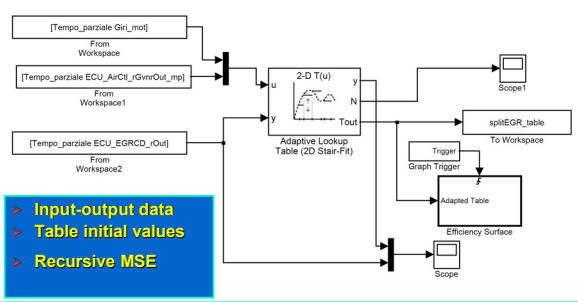 [Tempo_parziale Giri_mot]
From
Workspace
[Tempo_parziale ECU_AirCtl_rGvnrOut_mp]
From
Workspace1
[Tempo_parziale ECU_EGRCD_rOut]
From
Workspace2
2-D T(u)
u
y
y
N
Tout
Adaptive Lookup
Table (2D Stair-Fit)
Scope1
splitEGR_table
To Workspace
Trigger
Graph Trigger
Adapted Table
Efficiency Surface
Scope
Input-output data
Table initial values
Recursive MSE